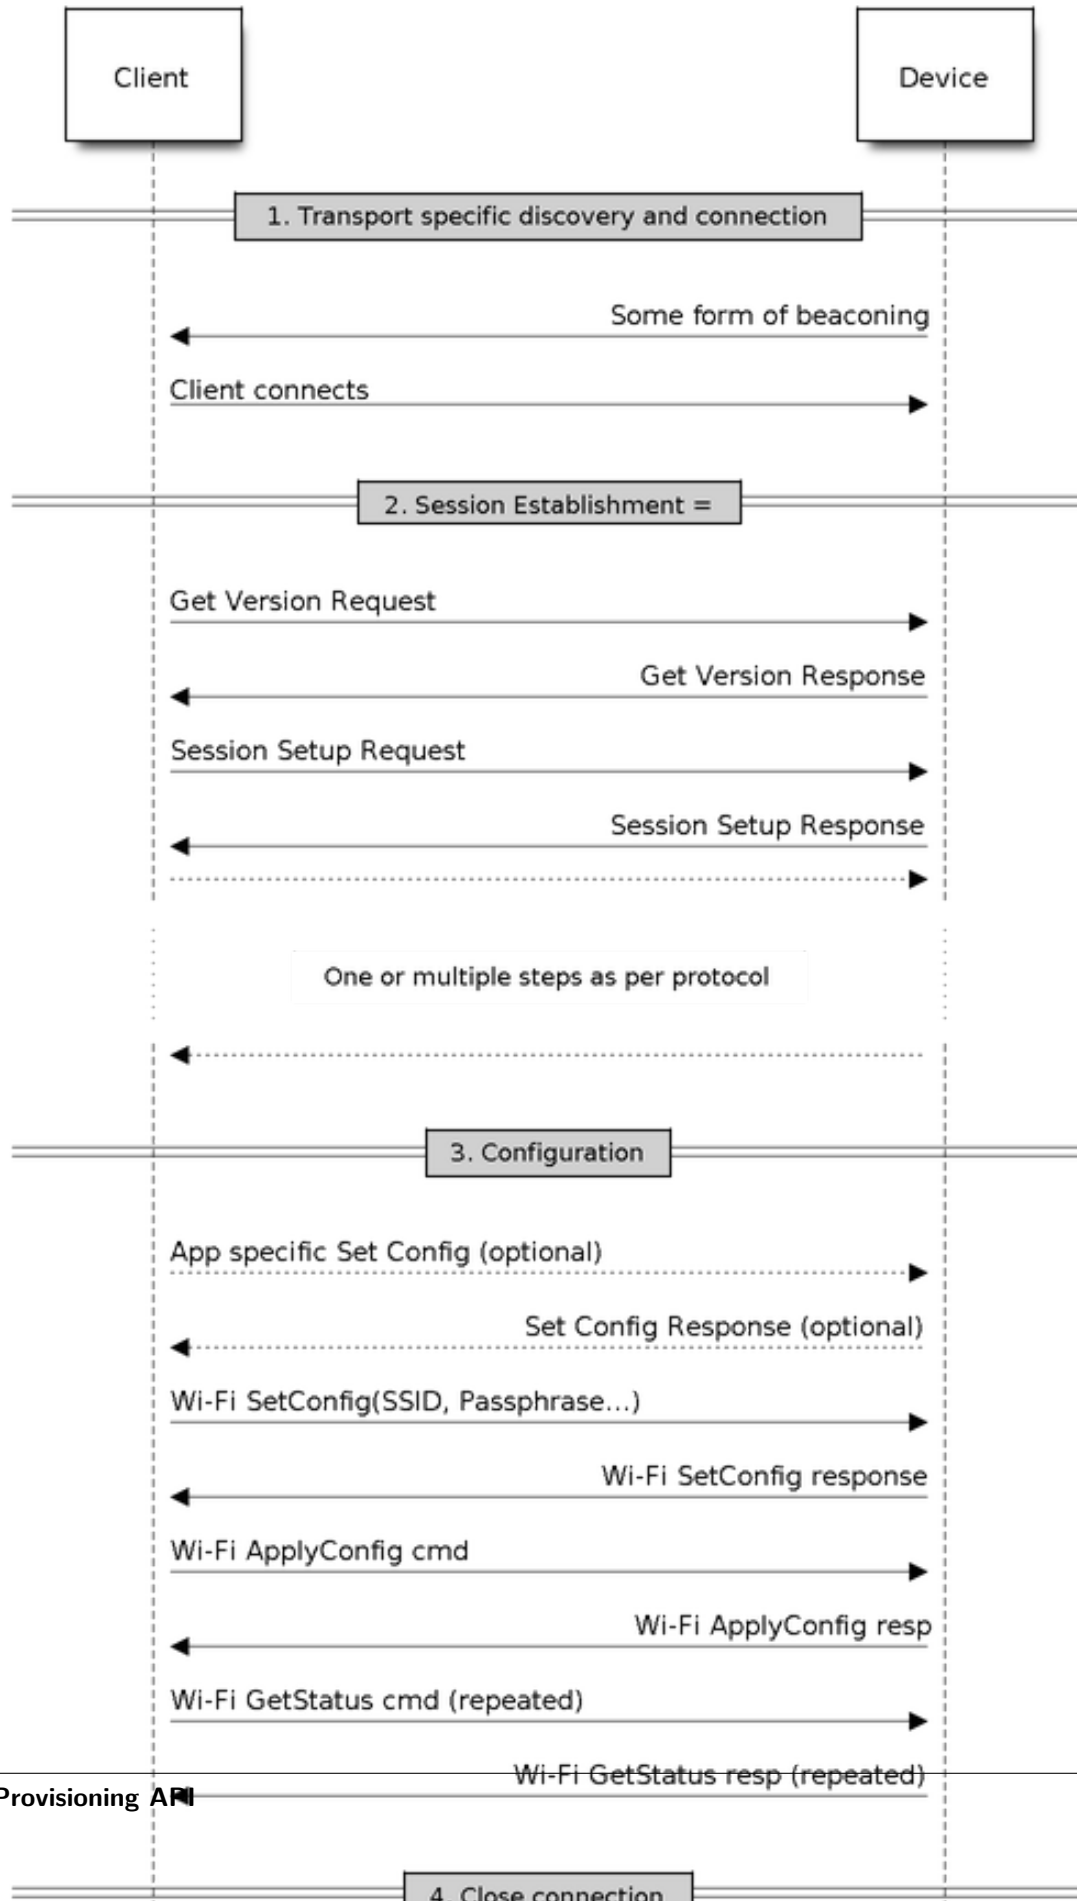 Client
Device
1. Transport specific discovery and connection
Some form of beaconing
Client connects
2. Session Establishment =
Get Version Request
Get Version Response
Session Setup Request
Session Setup Response
One or multiple steps as per protocol
3. Configuration
App specific Set Config (optional)
Set Config Response (optional)
Wi-Fi SetConfig(SSID, Passphrase...)
Wi-Fi SetConfig response
Wi-Fi ApplyConfig cmd
Wi-Fi ApplyConfig resp
Wi-Fi GetStatus cmd (repeated)
Wi-Fi GetStatus resp (repeated)
Provisioning API
4. Close connection